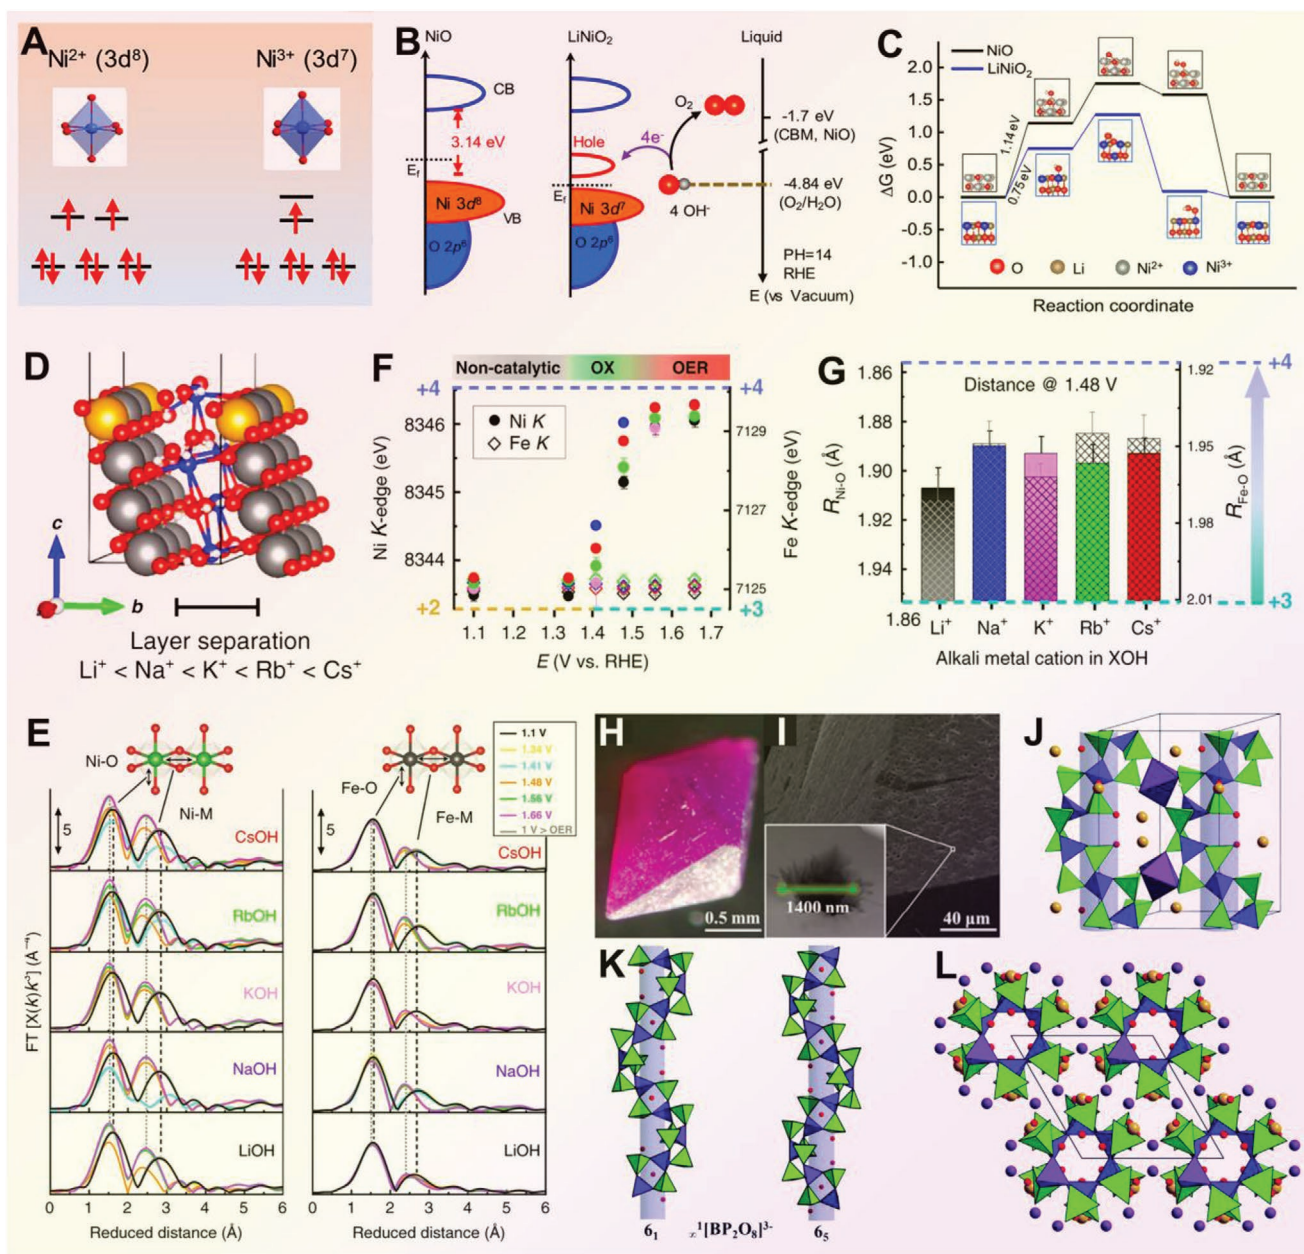 A
Ni2+ (3d8)
Ni3+ (3d7)
B
NiO
LiNiO2
Liquid
CB
3.14 eV
Ef
Ni 3d8
VB
O 2p6
Hole
4e-
O2
Ef
Ni 3d7
O 2p6
4 OH-
-1.7 eV
(CBM, NiO)
-4.84 eV
(O2/H2O)
PH=14
RHE
E (vs Vacuum)
C
NiO
LiNiO2
2.0
1.5
1.0
0.5
0.0
-0.5
-1.0
ΔG (eV)
1.14 eV
0.75 eV
O
Li
Ni2+
Ni3+
Reaction coordinate
D
c
b
Layer separation
Li+ < Na+ < K+ < Rb+ < Cs+
F
Non-catalytic
OX
OER
+4
+4
8346
8345
8344
+2
Ni K-edge (eV)
Ni K
Fe K
7129
7127
7125
+3
Fe K-edge (eV)
1.1 1.2 1.3 1.4 1.5 1.6 1.7
E (V vs. RHE)
G
Distance @ 1.48 V
1.86
1.88
1.90
1.92
1.94
1.86
RNi-O (Å)
+4
1.92
1.95
1.98
2.01
+3
RFe-O (Å)
Li+ Na+ K+ Rb+ Cs+
Alkali metal cation in XOH
E
Ni-O
Ni-M
Fe-O
Fe-M
1.1 V
1.34 V
1.41 V
1.48 V
1.56 V
1.66 V
1 V > OER
5
5
CsOH
RbOH
KOH
NaOH
LiOH
CsOH
RbOH
KOH
NaOH
LiOH
FT [X(k)k3] (A−4)
0 1 2 3 4 5 6
0 1 2 3 4 5 6
Reduced distance (Å)
Reduced distance (Å)
H
0.5 mm
I
1400 nm
40 µm
J
K
61
∞1[BP2O8]3-
65
L